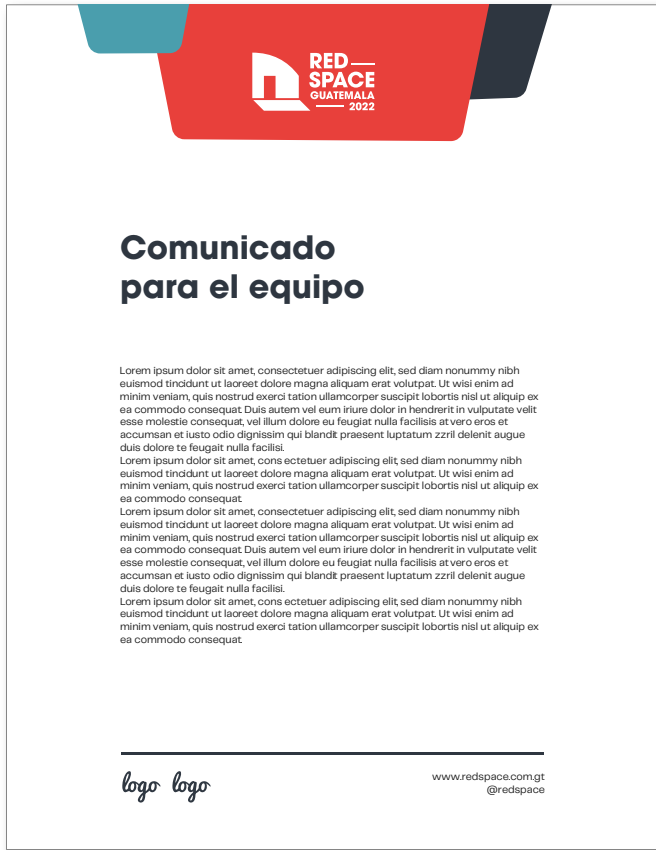 RED
SPACE
GUATEMALA
2022
Comunicado
para el equipo
Lorem ipsum dolor sit amet, consectetuer adipiscing elit, sed diam nonummy nibh
euismod tincidunt ut laoreet dolore magna aliquam erat volutpat. Ut wisi enim ad
minim veniam, quis nostrud exerci tation ullamcorper suscipit lobortis nisl ut aliquip ex
ea commodo consequat. Duis autem vel eum iriure dolor in hendrerit in vulputate velit
esse molestie consequat, vel illum dolore eu feugiat nulla facilisis at vero eros et
accumsan et iusto odio dignissim qui blandit praesent luptatum zzril delenit augue
duis dolore te feugait nulla facilisi.
Lorem ipsum dolor sit amet, cons ectetuer adipiscing elit, sed diam nonummy nibh
euismod tincidunt ut laoreet dolore magna aliquam erat volutpat. Ut wisi enim ad
minim veniam, quis nostrud exerci tation ullamcorper suscipit lobortis nisl ut aliquip ex
ea commodo consequat.
Lorem ipsum dolor sit amet, consectetuer adipiscing elit, sed diam nonummy nibh
euismod tincidunt ut laoreet dolore magna aliquam erat volutpat. Ut wisi enim ad
minim veniam, quis nostrud exerci tation ullamcorper suscipit lobortis nisl ut aliquip ex
ea commodo consequat. Duis autem vel eum iriure dolor in hendrerit in vulputate velit
esse molestie consequat, vel illum dolore eu feugiat nulla facilisis at vero eros et
accumsan et iusto odio dignissim qui blandit praesent luptatum zzril delenit augue
duis dolore te feugait nulla facilisi.
Lorem ipsum dolor sit amet, cons ectetuer adipiscing elit, sed diam nonummy nibh
euismod tincidunt ut laoreet dolore magna aliquam erat volutpat. Ut wisi enim ad
minim veniam, quis nostrud exerci tation ullamcorper suscipit lobortis nisl ut aliquip ex
ea commodo consequat.
logo logo
www.redspace.com.gt
@redspace